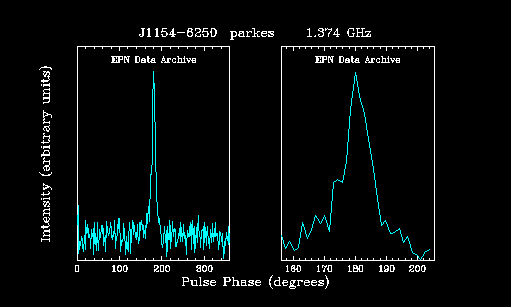 J1154-6250 parkes 1.374 GHz
EPN Data Archive
EPN Data Archive
Intensity (arbitrary units)
0 100 200 300
160 170 180 190 200
Pulse Phase (degrees)